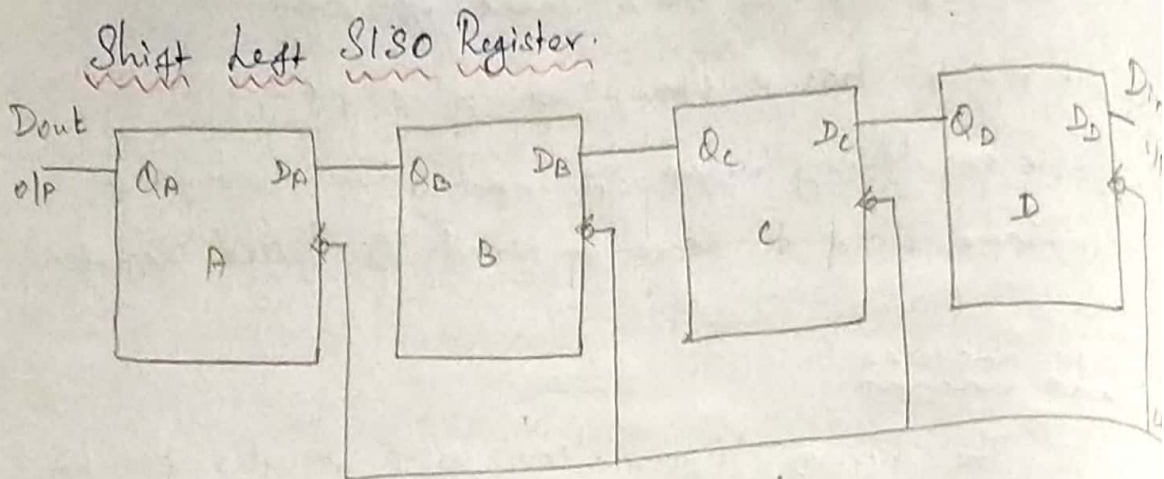 Shift Left SISO Register.
Dout
o/p
QA DA
A
QB DB
B
QC DC
C
QD DD
D